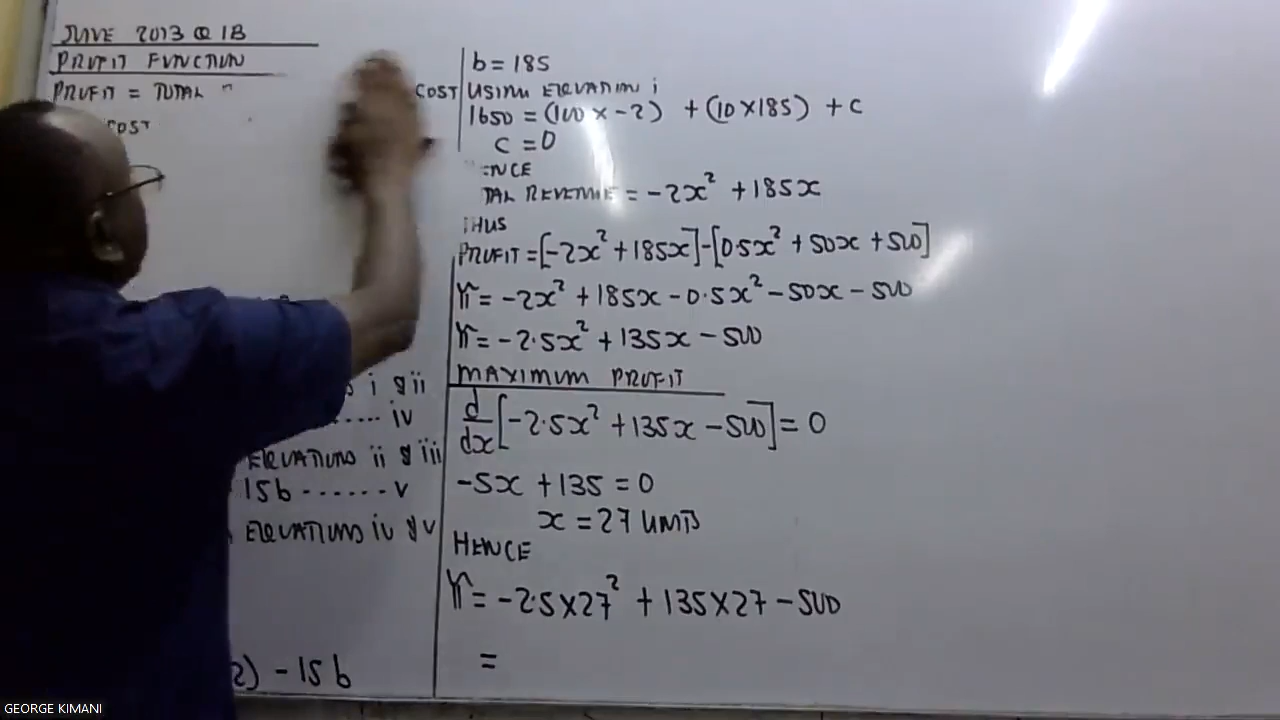 JUNE 2013 Q 1B
PROFIT FUNCTION
PROFIT = TOTAL
COST
COST
i & ii
..... iv
EQUATIONS ii & iii
15b ...... v
EQUATIONS iv & v
2) - 15b
b = 185
USING EQUATION i
1650 = (100 x -2) + (10 x 185) + c
c = 0
ENCE
TAL REVENUE = -2x² + 185x
THUS
PROFIT = [-2x² + 185x] - [0.5x² + 50x + 500]
π = -2x² + 185x - 0.5x² - 50x - 500
π = -2.5x² + 135x - 500
MAXIMUM PROFIT
d/dx [-2.5x² + 135x - 500] = 0
-5x + 135 = 0
x = 27 UNITS
HENCE
π = -2.5 x 27² + 135 x 27 - 500
=
GEORGE KIMANI